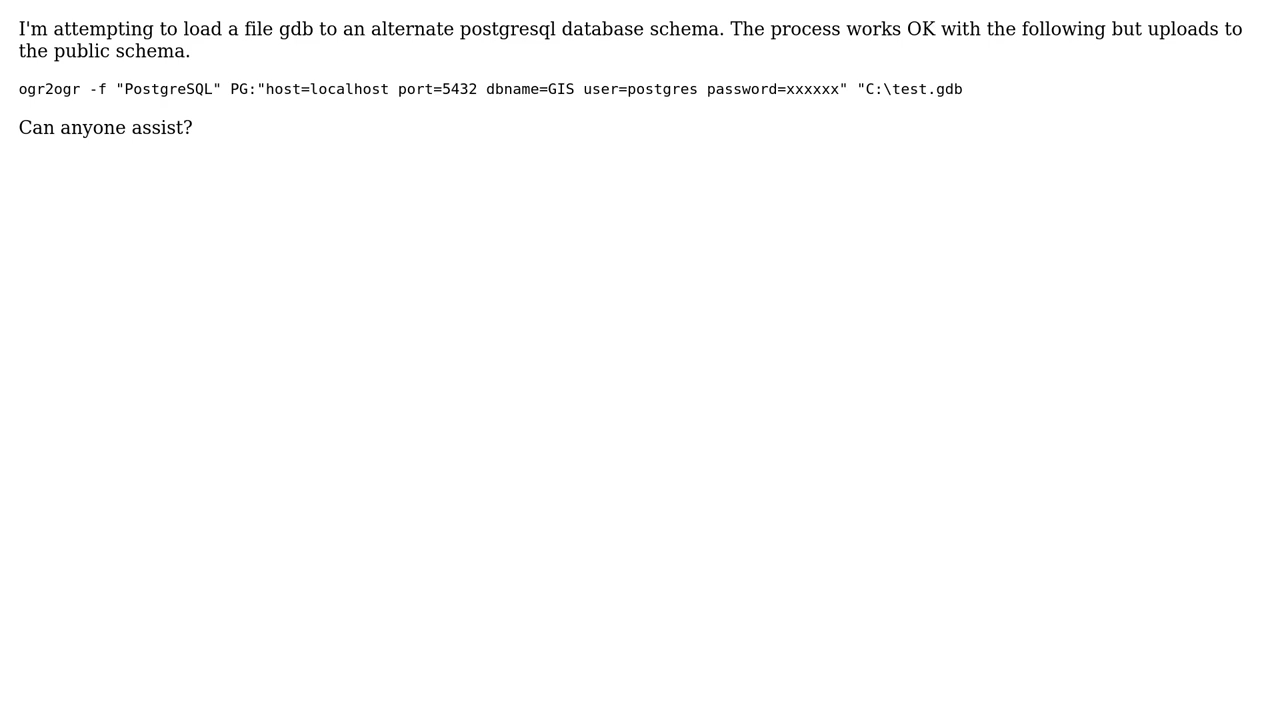 I'm attempting to load a file gdb to an alternate postgresql database schema. The process works OK with the following but uploads to
the public schema.
ogr2ogr -f "PostgreSQL" PG:"host=localhost port=5432 dbname=GIS user=postgres password=xxxxxx" "C:\test.gdb
Can anyone assist?